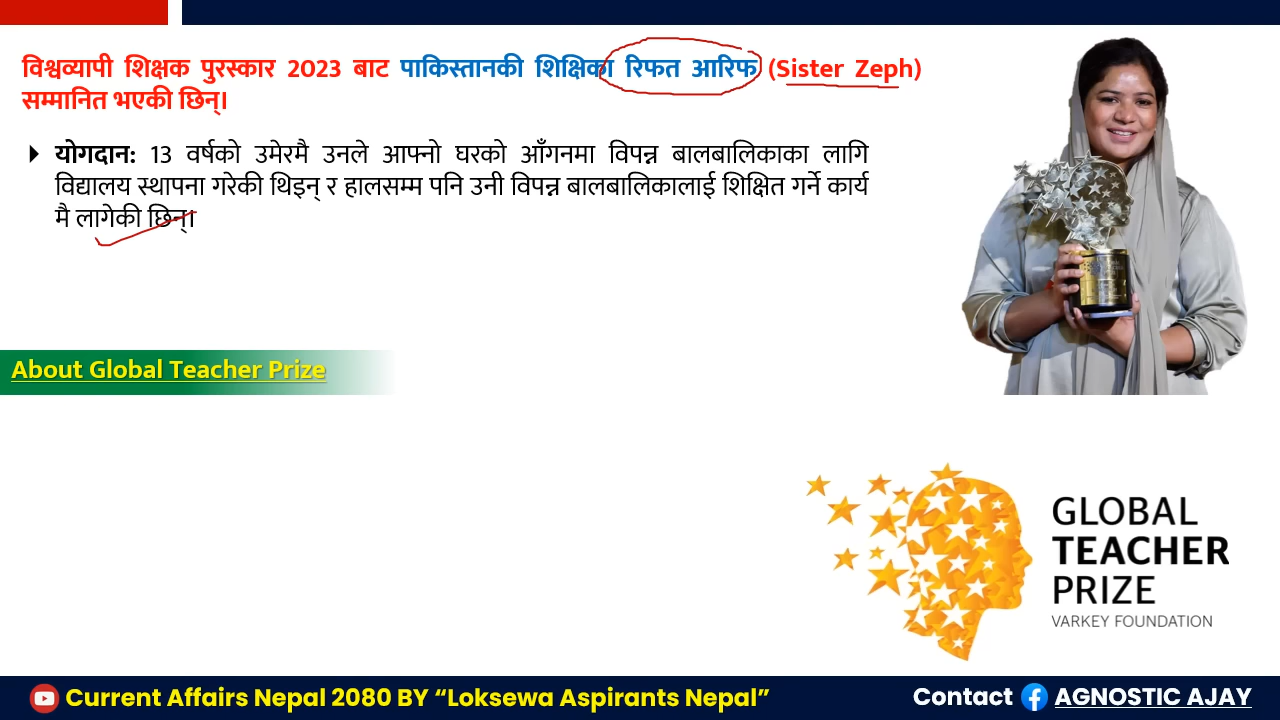 विश्वव्यापी शिक्षक पुरस्कार 2023 बाट पाकिस्तानकी शिक्षिका रिफत आरिफ (Sister Zeph)
सम्मानित भएकी छिन्।
योगदान: 13 वर्षको उमेरमै उनले आफ्नो घरको आँगनमा विपन्न बालबालिकाका लागि
विद्यालय स्थापना गरेकी थिइन् र हालसम्म पनि उनी विपन्न बालबालिकालाई शिक्षित गर्ने कार्य
मै लागेकी छिन्।
About Global Teacher Prize
GLOBAL
TEACHER
PRIZE
VARKEY FOUNDATION
Current Affairs Nepal 2080 BY “Loksewa Aspirants Nepal”
Contact AGNOSTIC AJAY